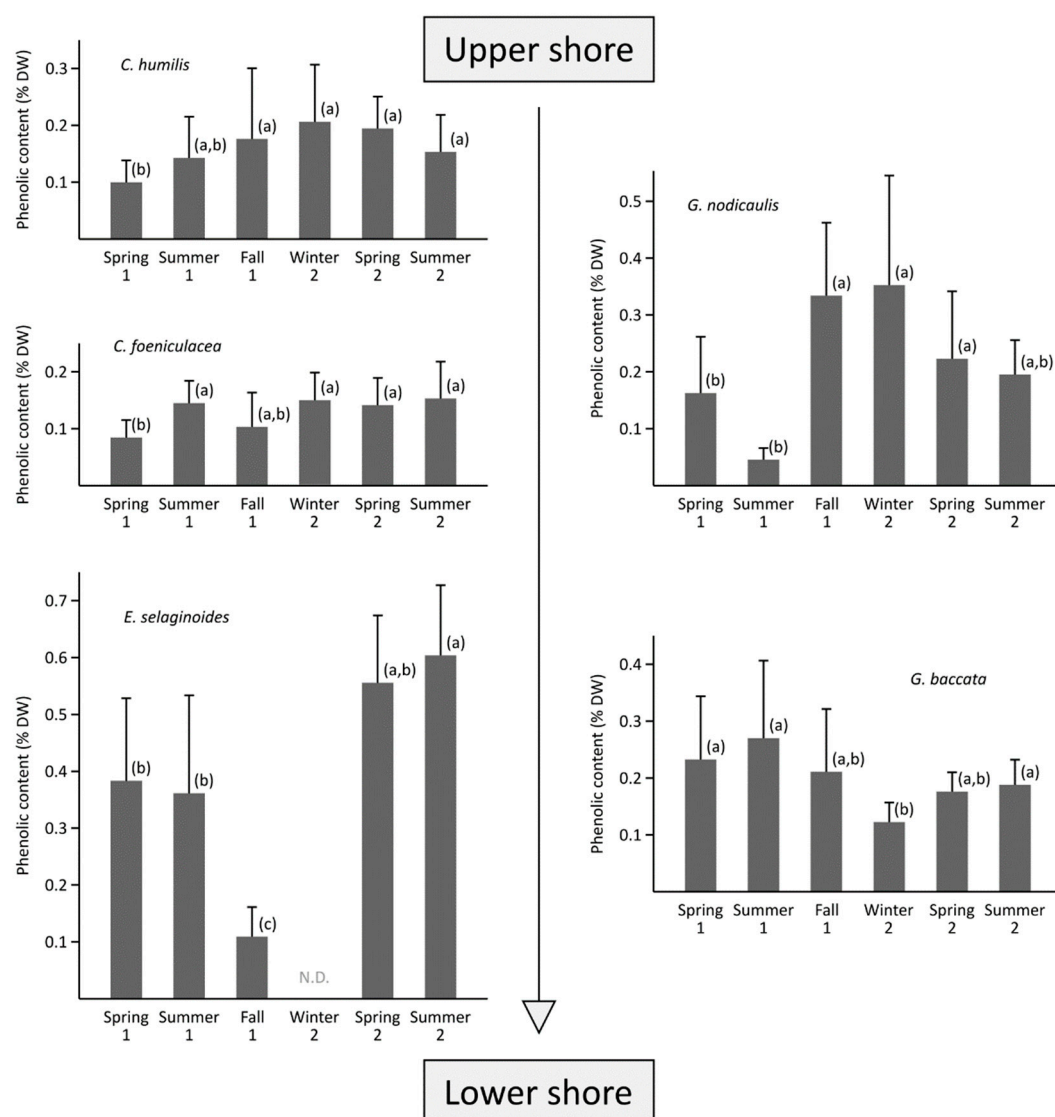 Upper shore
Phenolic content (% DW)
C. humilis
0.3
0.2
0.1
(b)
(a,b)
(a)
(a)
(a)
(a)
Spring Summer Fall Winter Spring Summer
1 1 1 2 2 2
Phenolic content (% DW)
G. nodicaulis
0.5
0.4
0.3
0.2
0.1
(b)
(b)
(a)
(a)
(a)
(a,b)
Spring Summer Fall Winter Spring Summer
1 1 1 2 2 2
Phenolic content (% DW)
C. foeniculacea
0.2
0.1
(b)
(a)
(a,b)
(a)
(a)
(a)
Spring Summer Fall Winter Spring Summer
1 1 1 2 2 2
Phenolic content (% DW)
E. selaginoides
0.7
0.6
0.5
0.4
0.3
0.2
0.1
(b)
(b)
(c)
N.D.
(a,b)
(a)
Spring Summer Fall Winter Spring Summer
1 1 1 2 2 2
Phenolic content (% DW)
G. baccata
0.4
0.3
0.2
0.1
(a)
(a)
(a,b)
(b)
(a,b)
(a)
Spring Summer Fall Winter Spring Summer
1 1 1 2 2 2
Lower shore